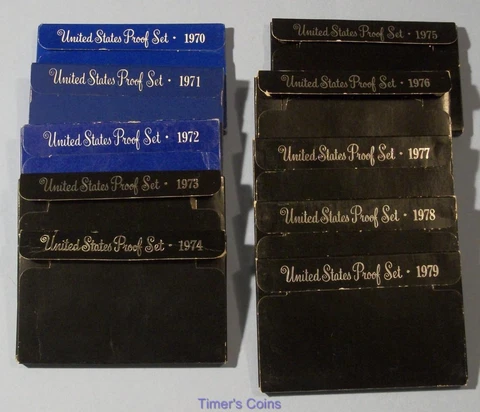 United States Proof Set · 1970
United States Proof Set · 1971
United States Proof Set · 1972
United States Proof Set · 1973
United States Proof Set · 1974
United States Proof Set · 1975
United States Proof Set · 1976
United States Proof Set · 1977
United States Proof Set · 1978
United States Proof Set · 1979
Timer's Coins